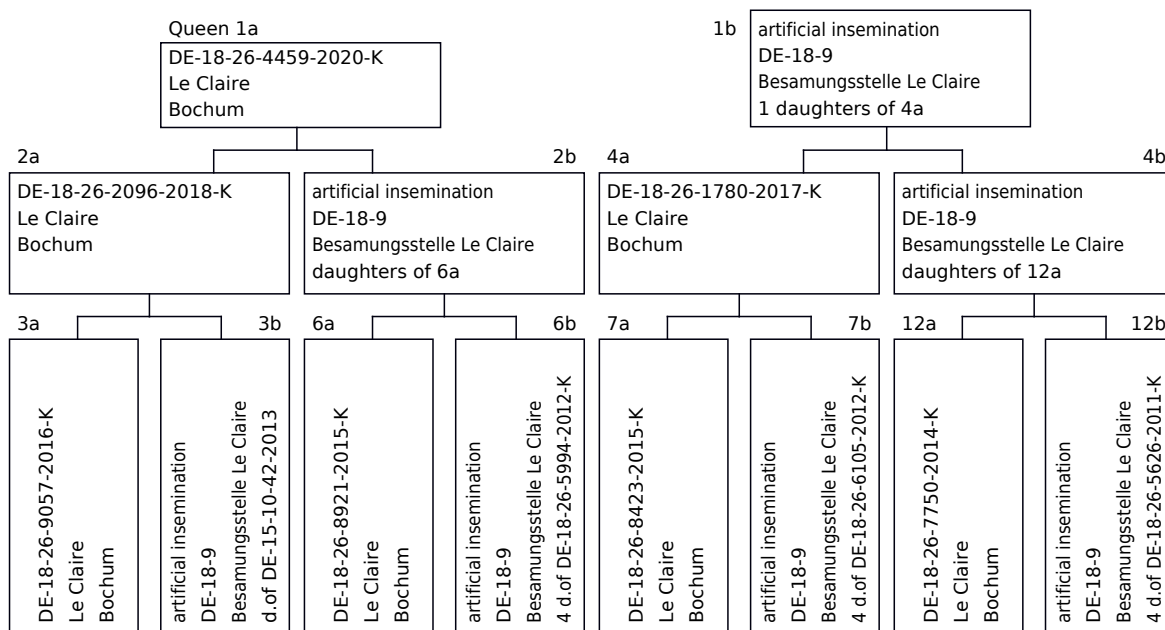 Queen 1a
DE-18-26-4459-2020-K
Le Claire
Bochum
1b
artificial insemination
DE-18-9
Besamungsstelle Le Claire
1 daughters of 4a
2a
DE-18-26-2096-2018-K
Le Claire
Bochum
2b
artificial insemination
DE-18-9
Besamungsstelle Le Claire
daughters of 6a
4a
DE-18-26-1780-2017-K
Le Claire
Bochum
4b
artificial insemination
DE-18-9
Besamungsstelle Le Claire
daughters of 12a
3a
DE-18-26-9057-2016-K
Le Claire
Bochum
3b
artificial insemination
DE-18-9
Besamungsstelle Le Claire
d.of DE-15-10-42-2013
6a
DE-18-26-8921-2015-K
Le Claire
Bochum
6b
artificial insemination
DE-18-9
Besamungsstelle Le Claire
4 d.of DE-18-26-5994-2012-K
7a
DE-18-26-8423-2015-K
Le Claire
Bochum
7b
artificial insemination
DE-18-9
Besamungsstelle Le Claire
4 d.of DE-18-26-6105-2012-K
12a
DE-18-26-7750-2014-K
Le Claire
Bochum
12b
artificial insemination
DE-18-9
Besamungsstelle Le Claire
4 d.of DE-18-26-5626-2011-K